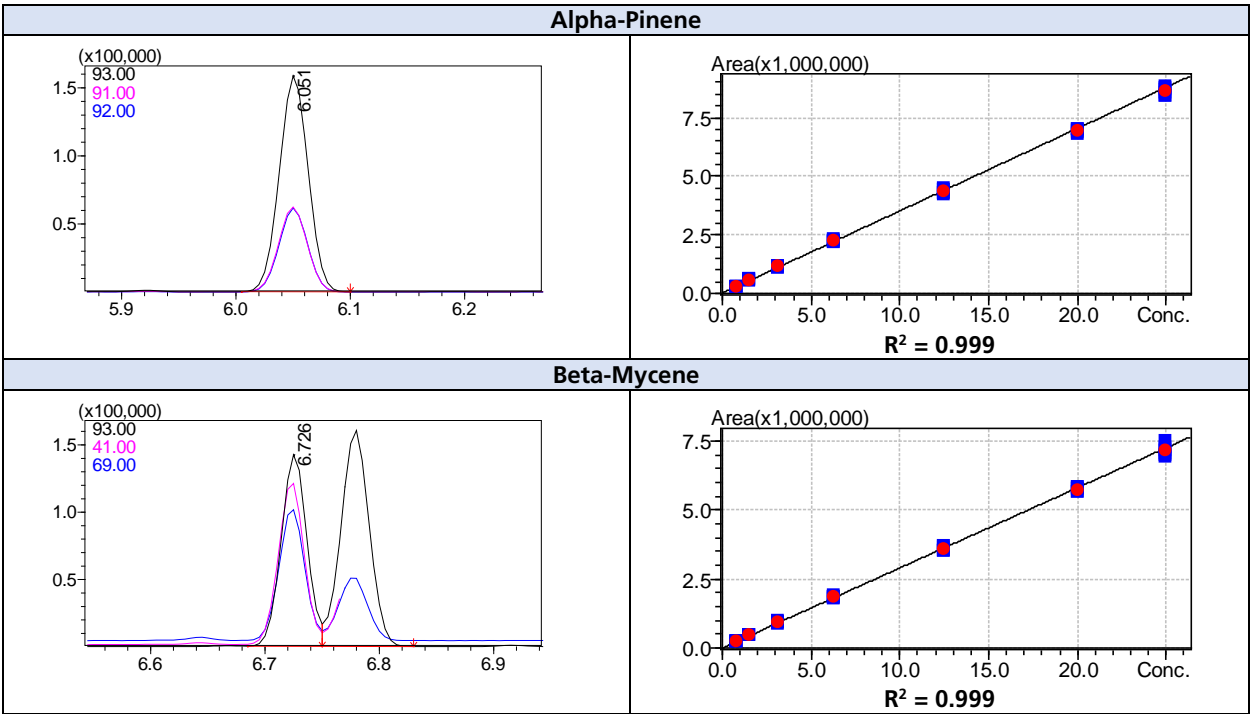 Alpha-Pinene
(x100,000)
93.00
91.00
92.00
6.051
1.5
1.0
0.5
5.9 6.0 6.1 6.2
Area(x1,000,000)
7.5
5.0
2.5
0.0
0.0 5.0 10.0 15.0 20.0 Conc.
R² = 0.999
Beta-Mycene
(x100,000)
93.00
41.00
69.00
6.726
1.5
1.0
0.5
6.6 6.7 6.8 6.9
Area(x1,000,000)
7.5
5.0
2.5
0.0
0.0 5.0 10.0 15.0 20.0 Conc.
R² = 0.999